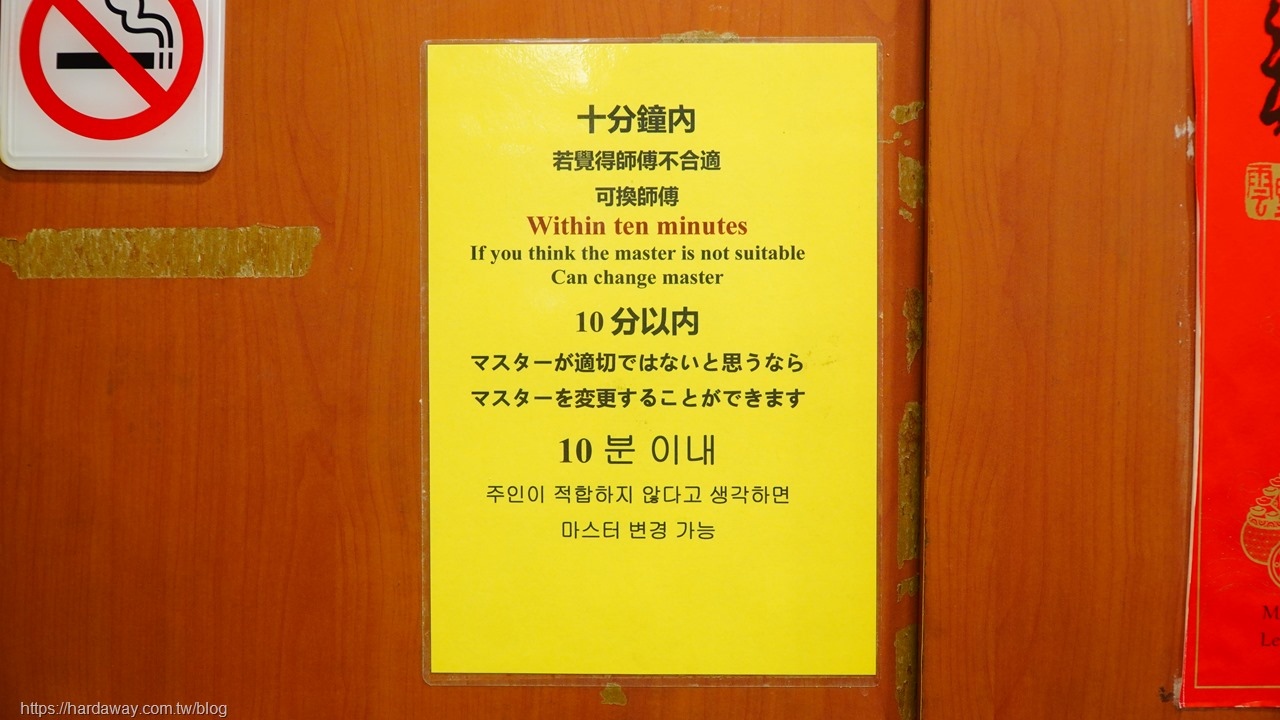 十分鐘內
若覺得師傅不合適
可換師傅
Within ten minutes
If you think the master is not suitable
Can change master
10 分以内
マスターが適切ではないと思うなら
マスターを変更することができます
10 분 이내
주인이 적합하지 않다고 생각하면
마스터 변경 가능
https://hardaway.com.tw/blog